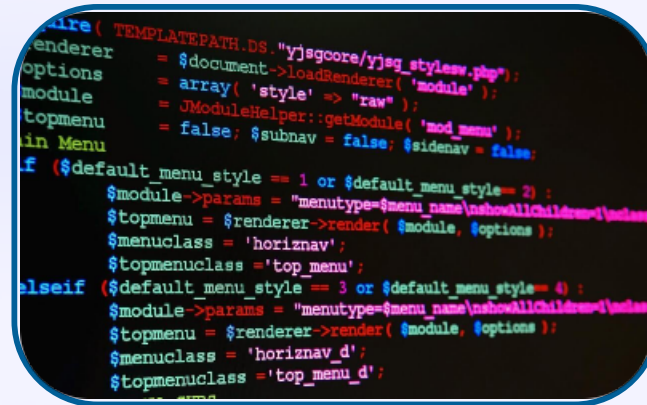 uire( TEMPLATEPATH.DS."yjsgcore/yjsg_stylesw.php");
renderer = $document->loadRenderer( 'module' );
options = array( 'style' => "raw" );
module = JModuleHelper::getModule( 'mod_menu' );
topmenu = false; $subnav = false; $sidenav = false;
in Menu
if ($default_menu_style == 1 or $default_menu_style== 2) :
$module->params = "menutype=$menu_name\nshowAllChildren=1\nclass
$topmenu = $renderer->render( $module, $options );
$menuclass = 'horiznav';
$topmenuclass ='top_menu';
elseif ($default_menu_style == 3 or $default_menu_style== 4) :
$module->params = "menutype=$menu_name\nshowAllChildren=1\nclass
$topmenu = $renderer->render( $module, $options );
$menuclass = 'horiznav_d';
$topmenuclass ='top_menu_d';